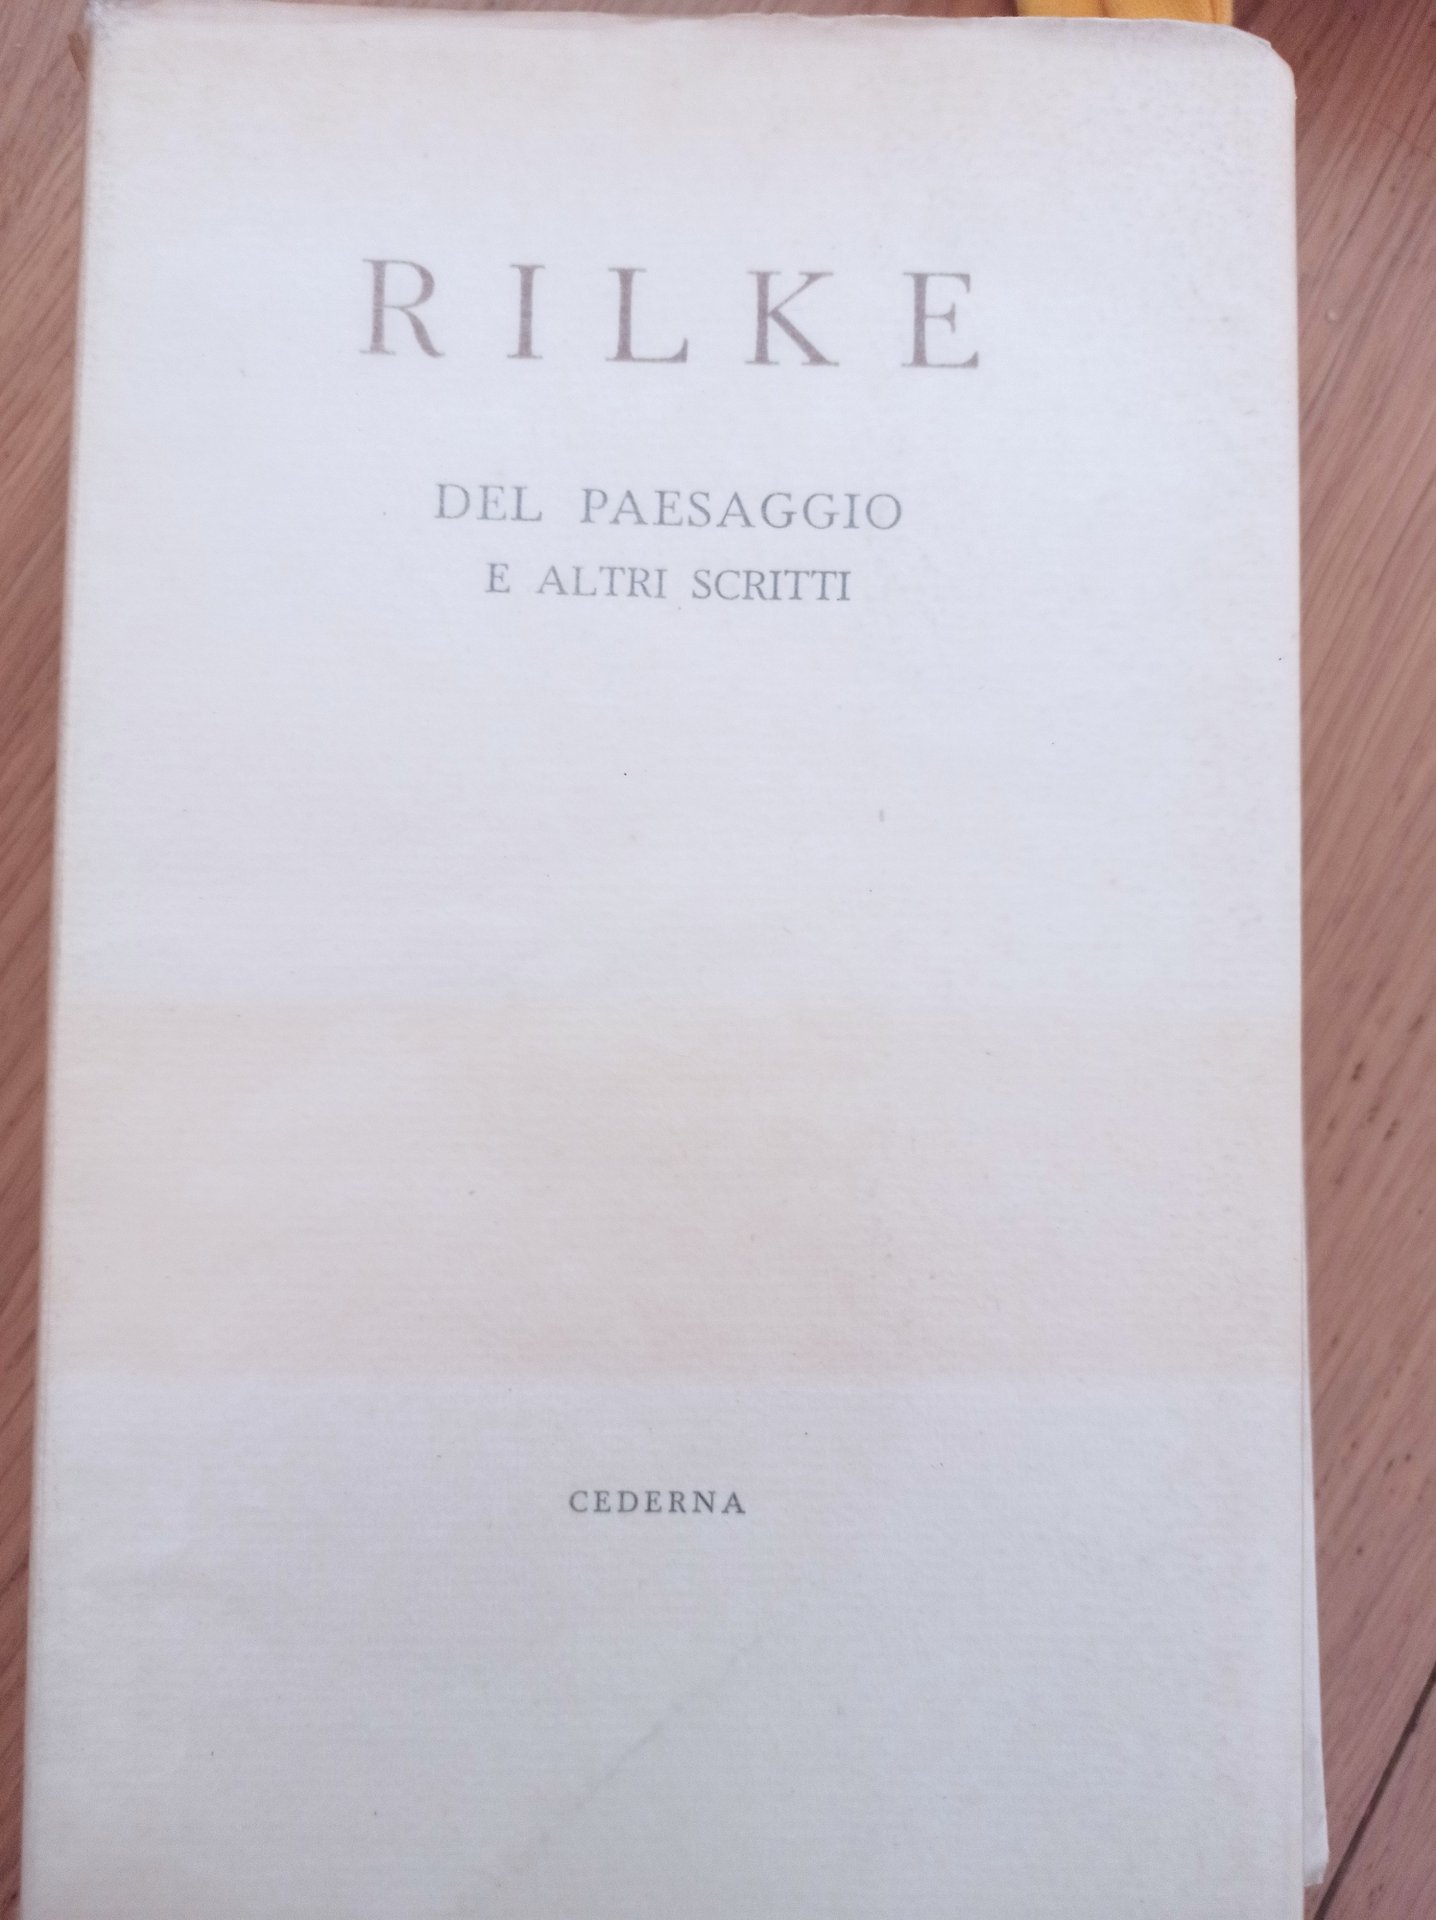 RILKE
DEL PAESAGGIO
E ALTRI SCRITTI
CEDERNA